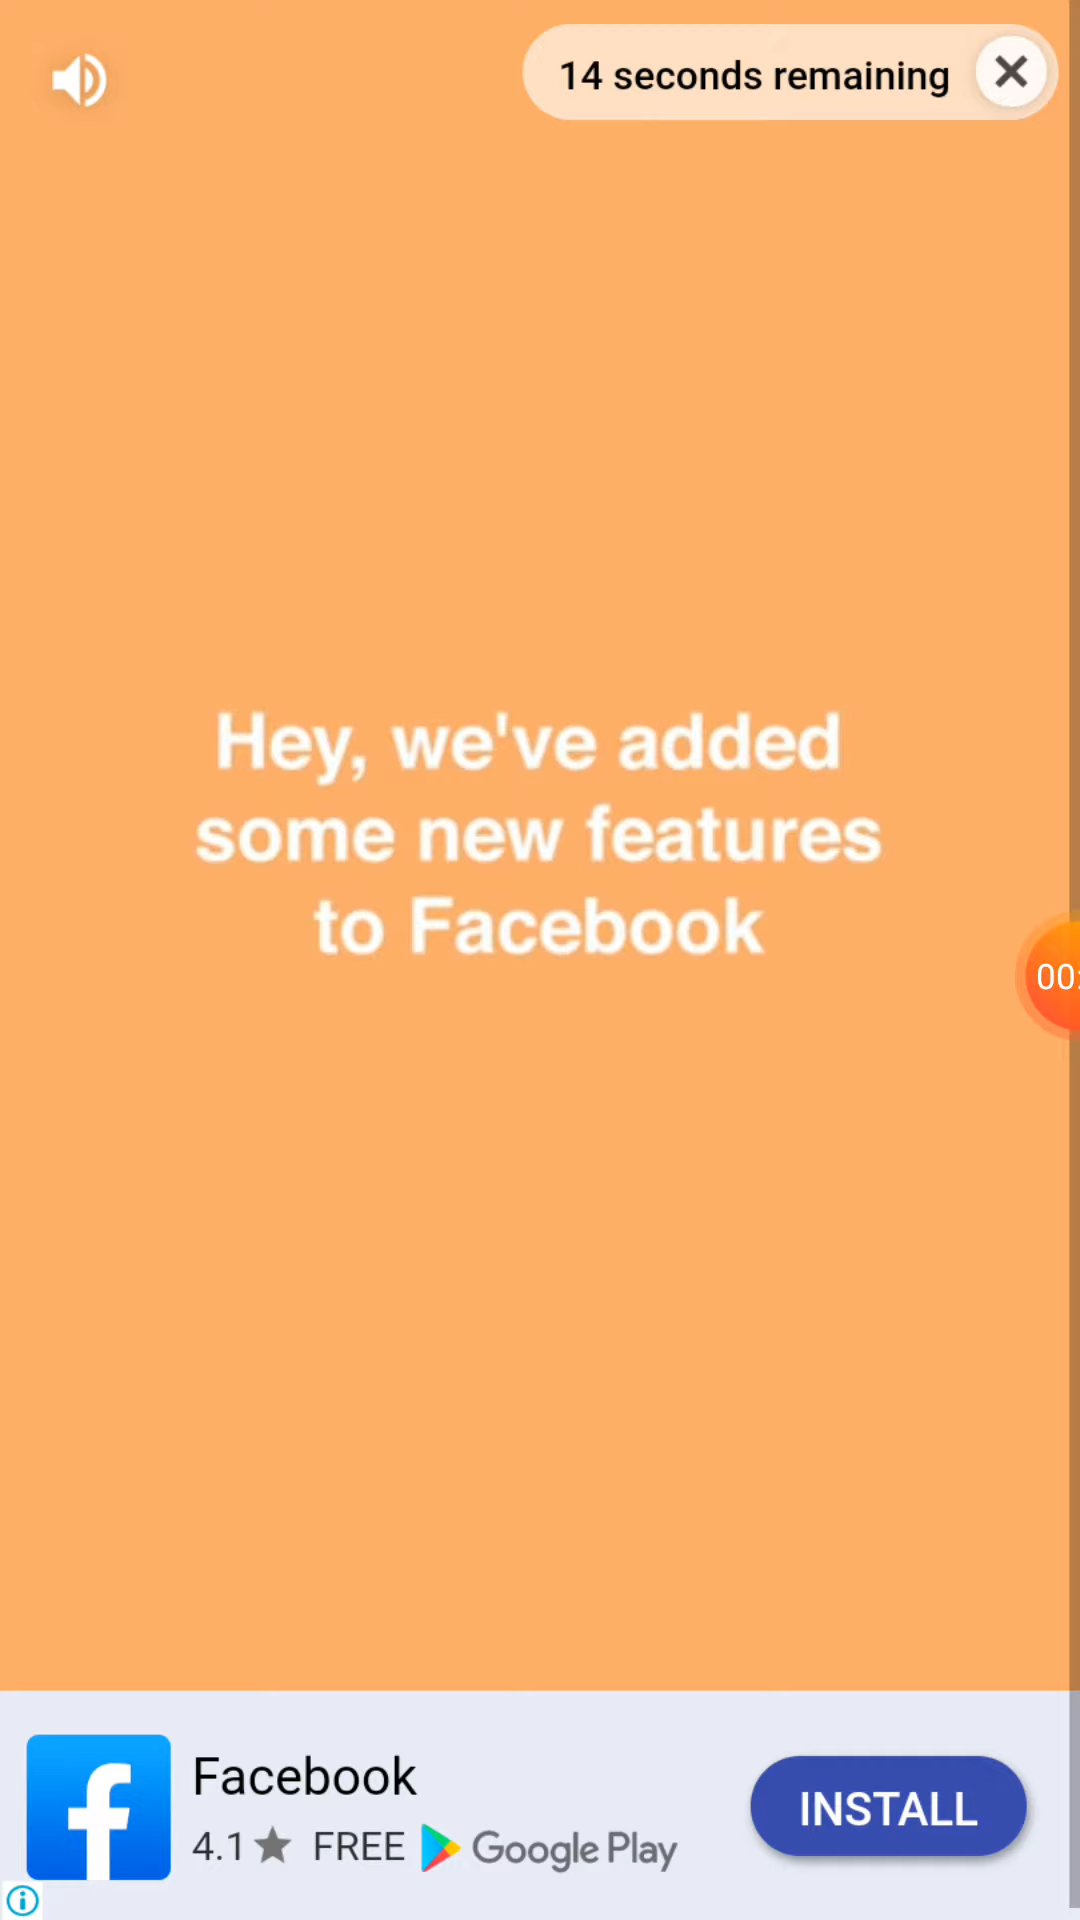 14 seconds remaining
Hey, we've added
some new features
to Facebook
00:
Facebook
4.1★ FREE Google Play
INSTALL